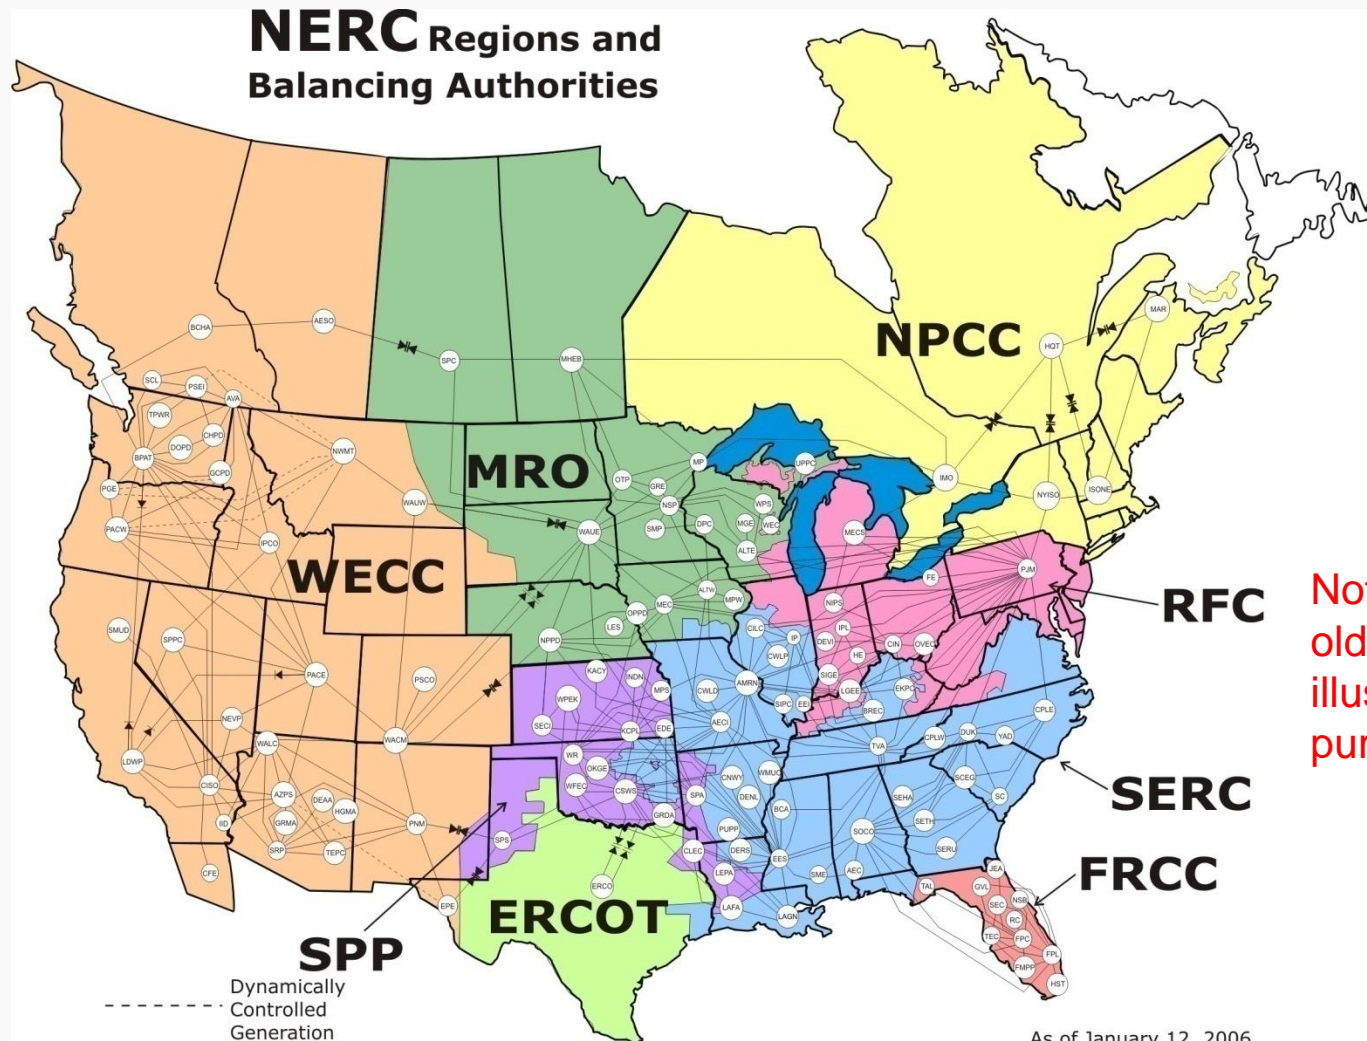 NERC Regions and
Balancing Authorities
NPCC
MAR
HQT
BCHA
AESO
SPC
MHEB
SCL
PSEI
AVA
TPWR
CHPD
DOPD
BPAT
GCPD
PGE
PACW
NWMT
WAUW
IPCO
MRO
OTP
MP
UPPC
GRE
NSP
SMP
DPC
WPS
MGE
WEC
ALTE
WAUE
IMO
NYISO
ISONE
MECS
WECC
FE
PJM
RFC
Not
old
illus
pur
ALTW
MPW
MEC
OPPD
LES
NPPD
NIPS
CILC
IP
CWLP
DEVI
IPL
HE
CIN
OVEC
SIGE
LGEE
EKPC
BREC
SIPC
EEI
AMRN
CWLD
AECI
SMUD
SPPC
PACE
PSCO
NEVP
WALC
WACM
LDWP
CISO
IID
CFE
AZPS
DEAA
HGMA
GRMA
SRP
TEPC
PNM
EPE
KACY
INDN
WPEK
MPS
SECI
KCPL
EDE
WR
OKGE
WFEC
CSWS
GRDA
SPA
SPS
CNWY
WMUC
DENL
BCA
PUPP
DERS
CLEC
LEPA
LAFA
LAGN
EES
SME
AEC
SOCO
TVA
CPLW
DUK
YAD
CPLE
SCEG
SC
SEHA
SETH
SERU
SERC
FRCC
JEA
TAL
GVL
SEC
NSB
RC
TEC
FPC
FPL
FMPP
HST
ERCO
ERCOT
SPP
Dynamically
Controlled
Generation
As of January 12, 2006